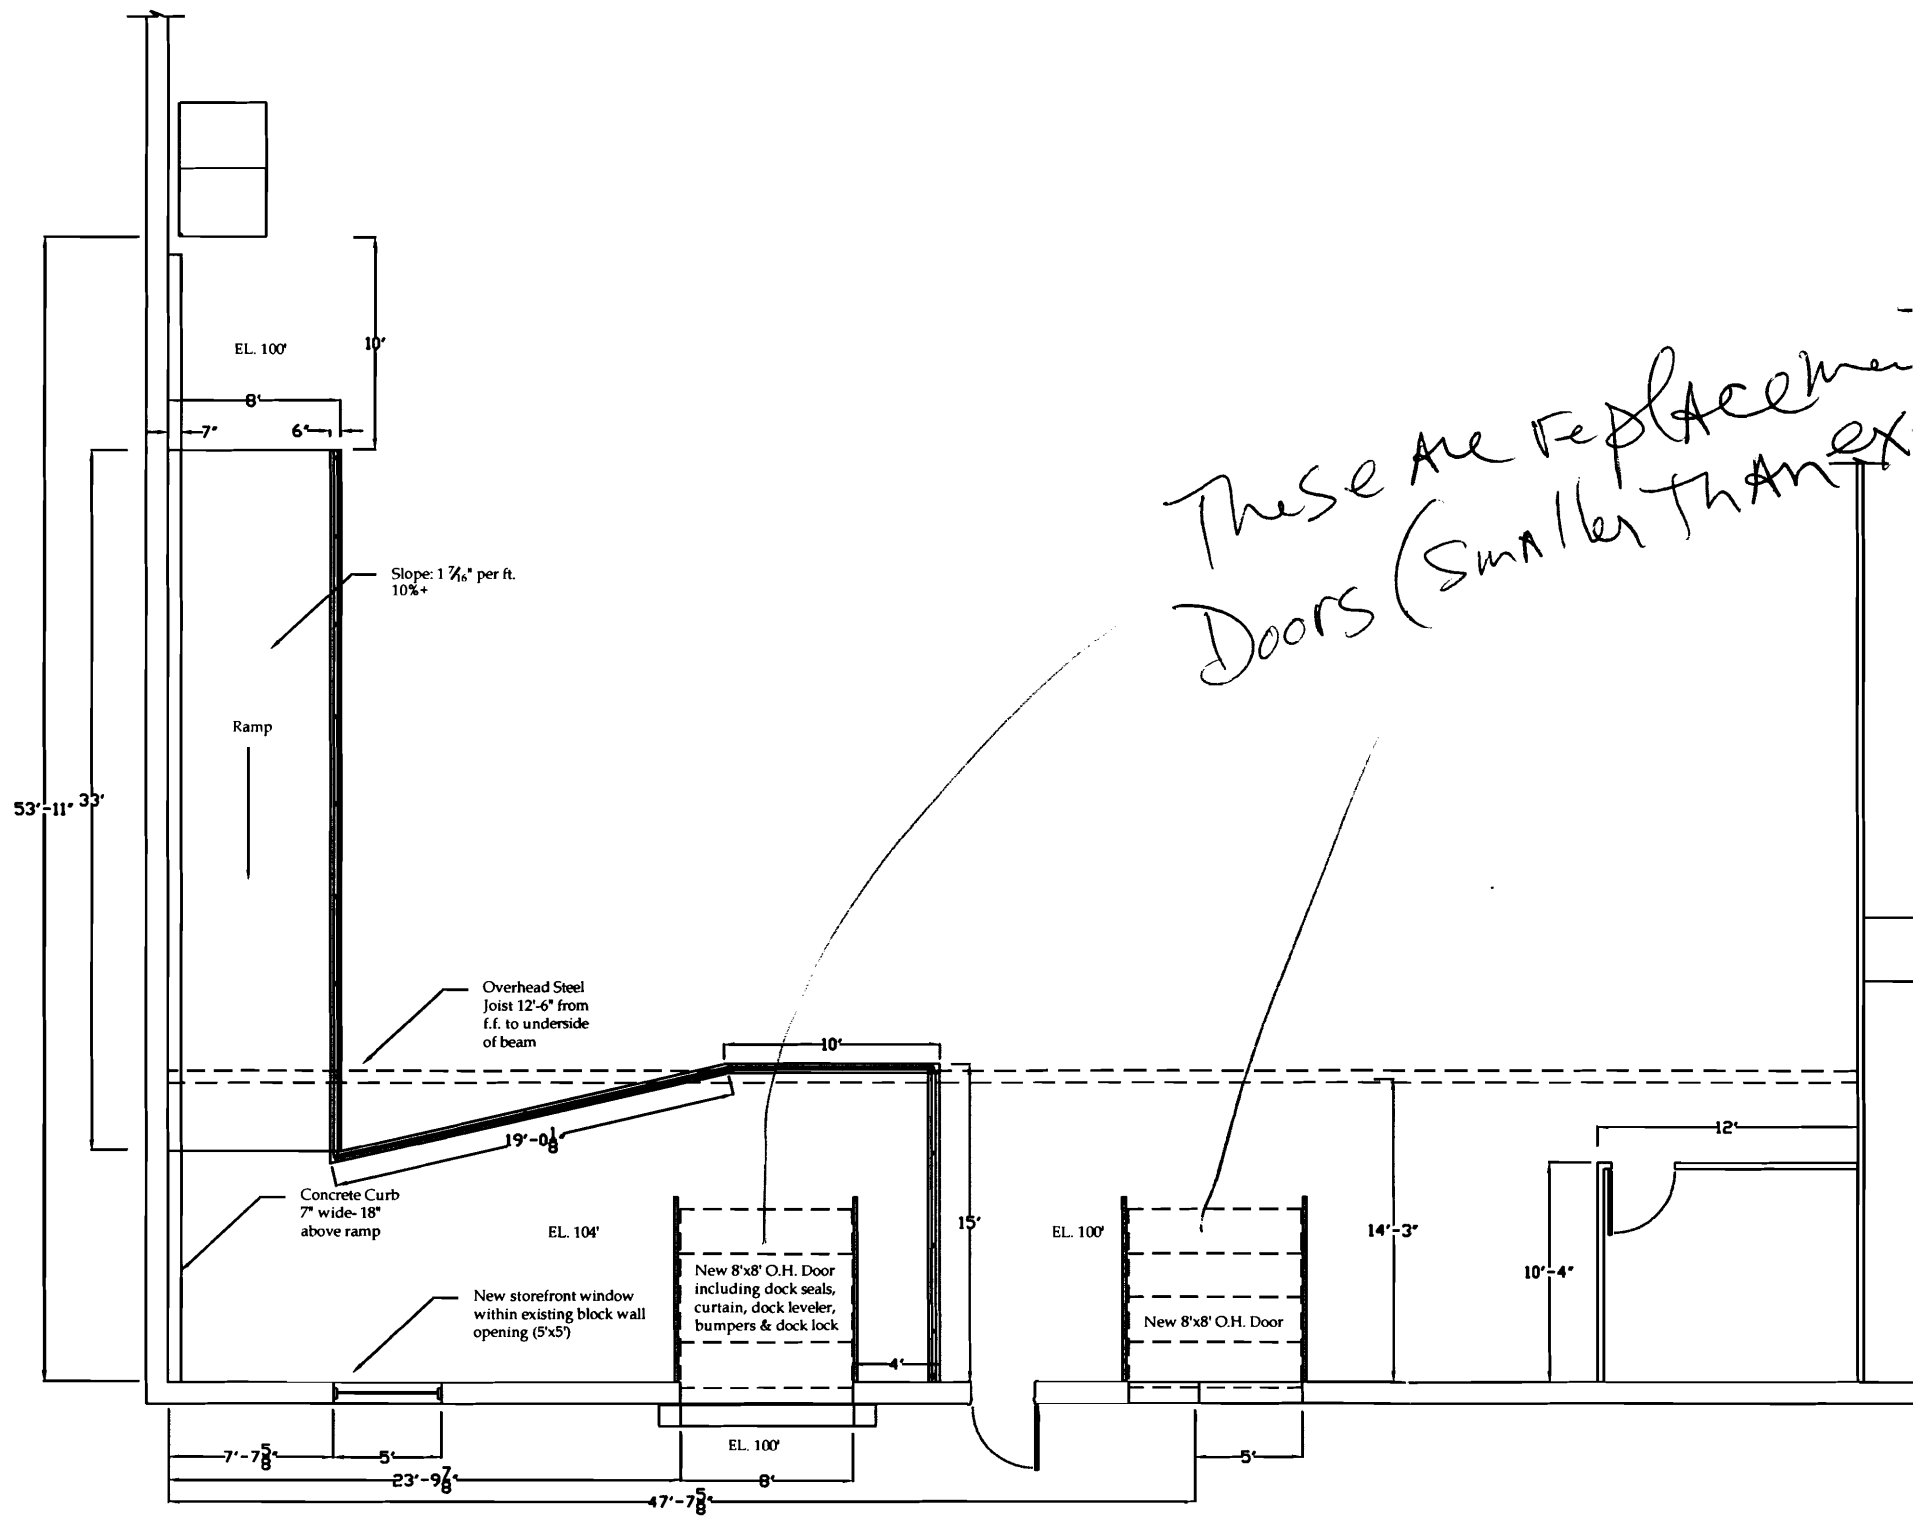 EL. 100'
10'
8'
7"
6"
These Are replaceme
Doors (smaller Than ex
Slope: 1 7/16" per ft.
10%+
Ramp
53'-11"
33'
Overhead Steel
Joist 12'-6" from
f.f. to underside
of beam
10'
19'-0 1/8"
12'
Concrete Curb
7" wide- 18"
above ramp
EL. 104'
15'
EL. 100'
14'-3"
10'-4"
New 8'x8' O.H. Door
including dock seals,
curtain, dock leveler,
bumpers & dock lock
New storefront window
within existing block wall
opening (5'x5')
New 8'x8' O.H. Door
4'
EL. 100'
7'-7 5/8"
5'
5'
23'-9 7/8"
8'
47'-7 5/8"